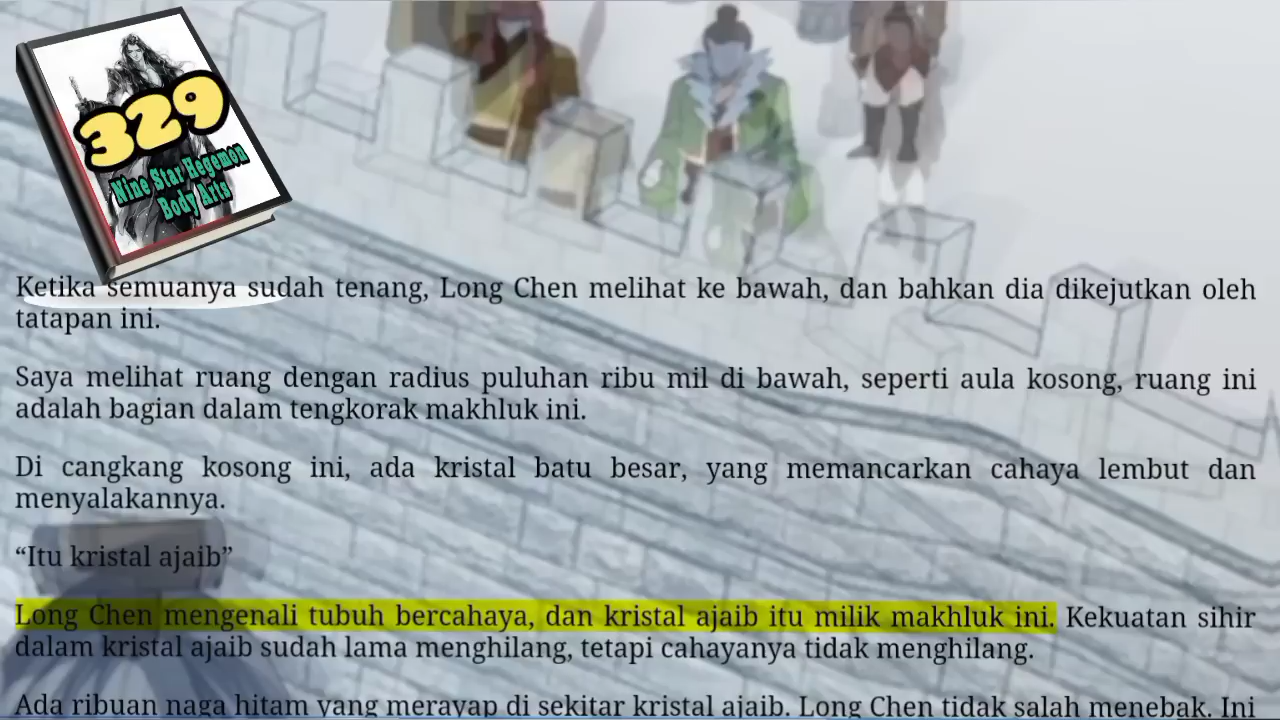 329
Nine Star Hegemon
Body Arts
Ketika semuanya sudah tenang, Long Chen melihat ke bawah, dan bahkan dia dikejutkan oleh
tatapan ini.
Saya melihat ruang dengan radius puluhan ribu mil di bawah, seperti aula kosong, ruang ini
adalah bagian dalam tengkorak makhluk ini.
Di cangkang kosong ini, ada kristal batu besar, yang memancarkan cahaya lembut dan
menyalakannya.
“Itu kristal ajaib”
Long Chen mengenali tubuh bercahaya, dan kristal ajaib itu milik makhluk ini. Kekuatan sihir
dalam kristal ajaib sudah lama menghilang, tetapi cahayanya tidak menghilang.
Ada ribuan naga hitam yang merayap di sekitar kristal ajaib. Long Chen tidak salah menebak. Ini